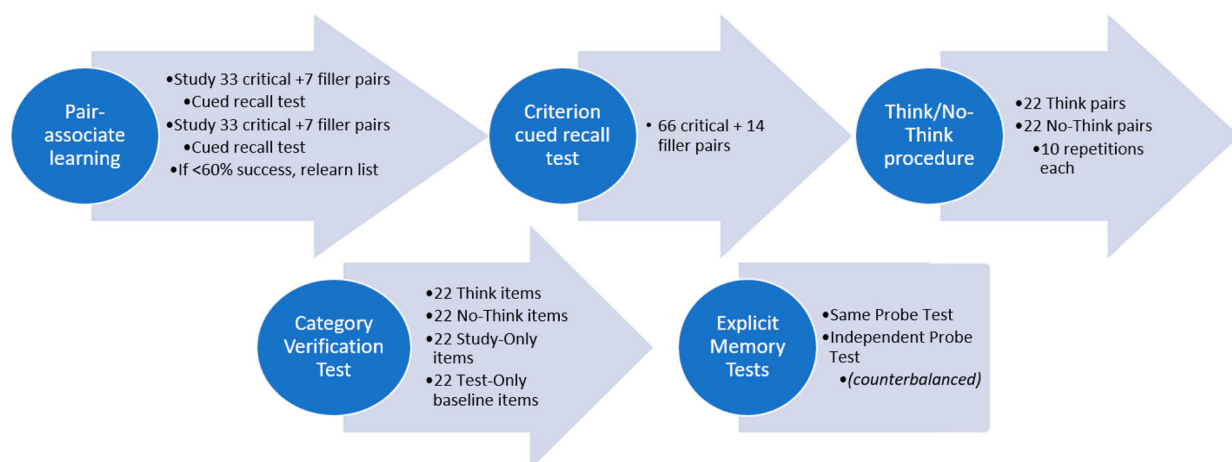 Pair-
associate
learning
•Study 33 critical +7 filler pairs
•Cued recall test
•Study 33 critical +7 filler pairs
•Cued recall test
•If <60% success, relearn list
Criterion
cued recall
test
• 66 critical + 14
filler pairs
Think/No-
Think
procedure
•22 Think pairs
•22 No-Think pairs
•10 repetitions
each
Category
Verification
Test
•22 Think items
•22 No-Think items
•22 Study-Only
items
•22 Test-Only
baseline items
Explicit
Memory
Tests
•Same Probe Test
•Independent Probe
Test
•(counterbalanced)